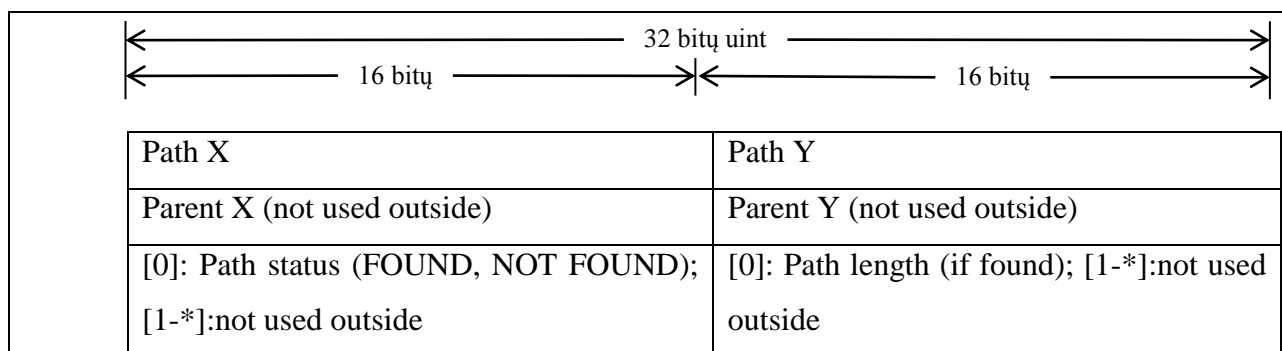 32 bitų uint
16 bitų 16 bitų
Path X
Path Y
Parent X (not used outside)
Parent Y (not used outside)
[0]: Path status (FOUND, NOT FOUND);
[1-*]:not used outside
[0]: Path length (if found); [1-*]:not used
outside